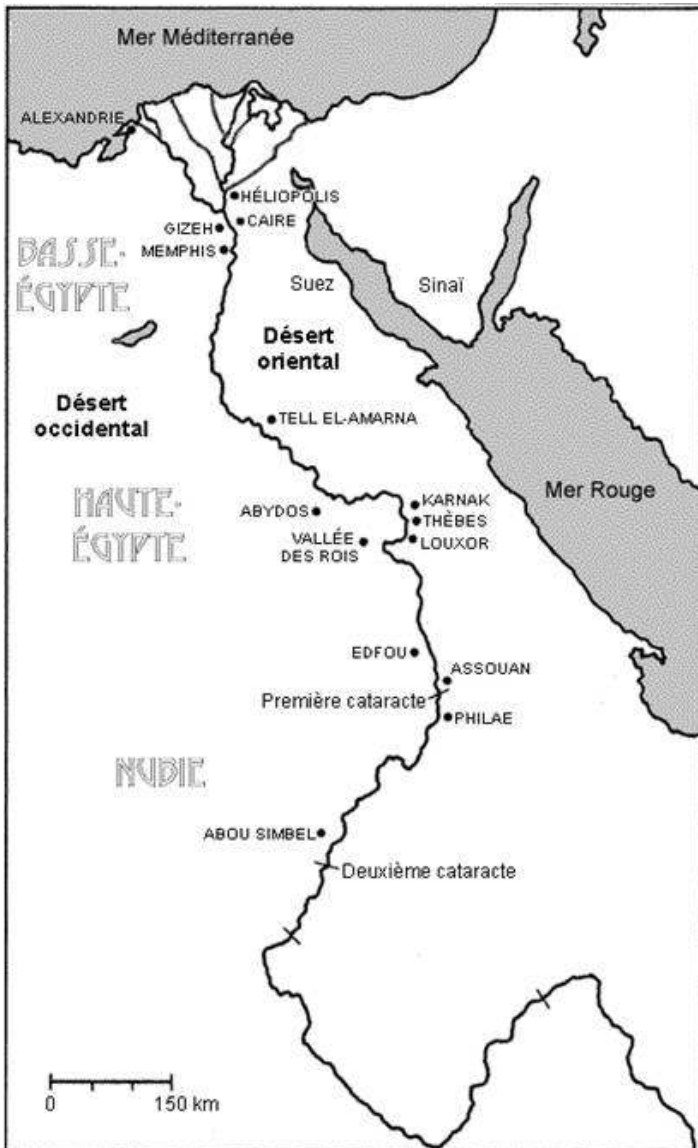 Mer Méditerranée
ALEXANDRIE
HÉLIOPOLIS
CAIRE
GIZEH
MEMPHIS
BASSE-
ÉGYPTE
Suez
Sinaï
Désert
oriental
Désert
occidental
TELL EL-AMARNA
Mer Rouge
HAUTE-
ÉGYPTE
ABYDOS
KARNAK
THÈBES
LOUXOR
VALLÉE
DES ROIS
EDFOU
ASSOUAN
Première cataracte
PHILAE
NUBIE
ABOU SIMBEL
Deuxième cataracte
0 150 km